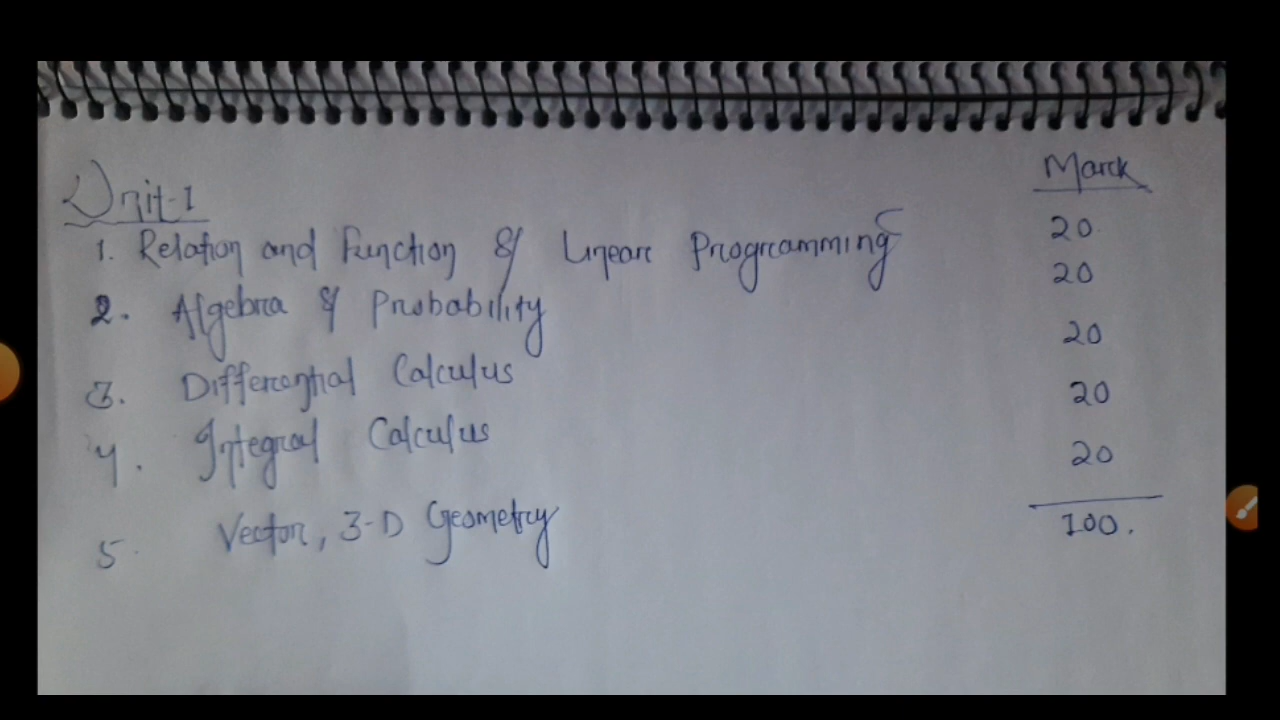 Unit-1 Marck
1. Relation and Function & Linear Programming 20
2. Algebra & Probability 20
3. Differential Calculus 20
4. Integral Calculus 20
5. Vector, 3-D Geometry 20
100.